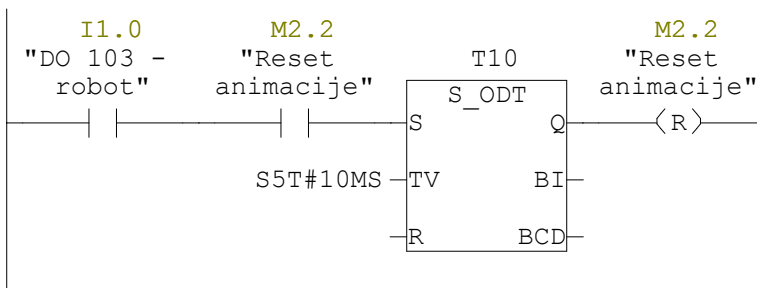 I1.0
"DO 103 -
robot"
M2.2
"Reset
animacije"
T10
S_ODT
S
Q
S5T#10MS
TV
BI
R
BCD
M2.2
"Reset
animacije"
R